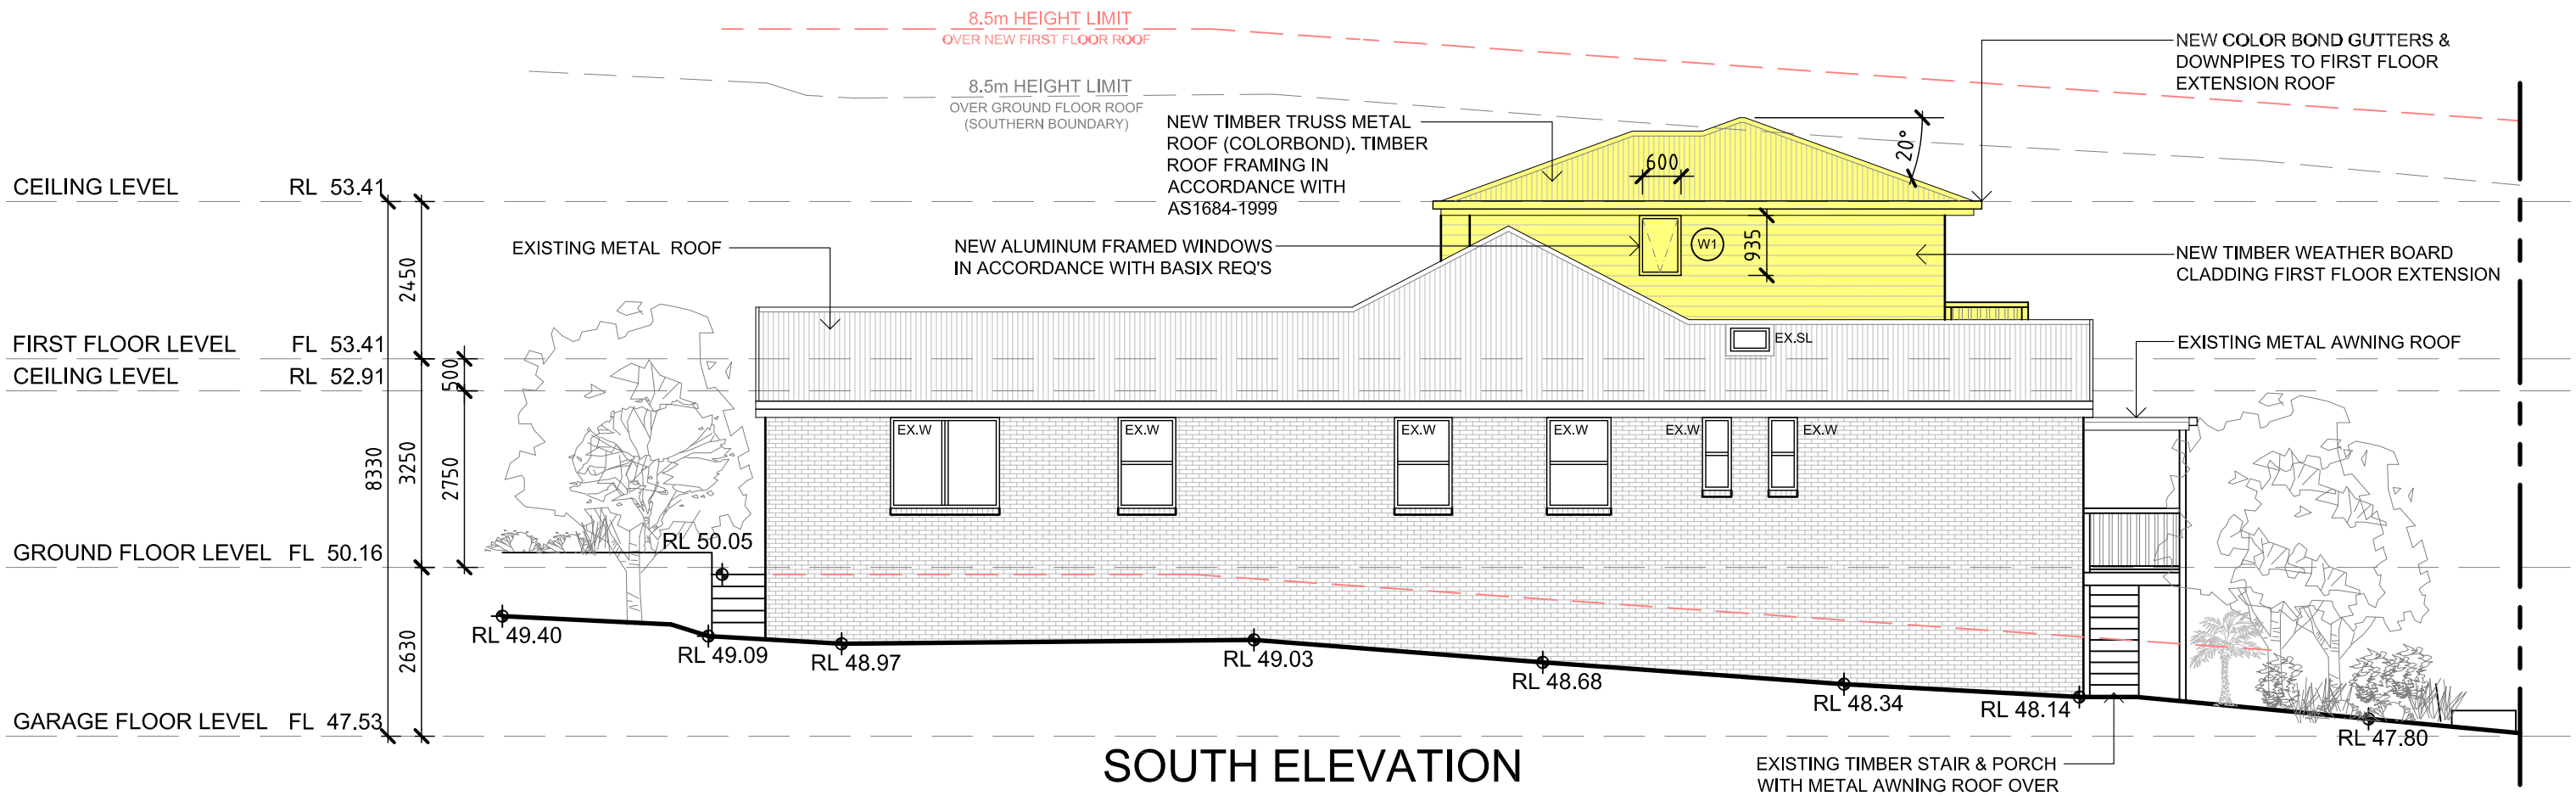 8.5m HEIGHT LIMIT
OVER NEW FIRST FLOOR ROOF
8.5m HEIGHT LIMIT
OVER GROUND FLOOR ROOF
(SOUTHERN BOUNDARY)
NEW COLOR BOND GUTTERS &
DOWNPIPES TO FIRST FLOOR
EXTENSION ROOF
NEW TIMBER TRUSS METAL
ROOF (COLORBOND). TIMBER
ROOF FRAMING IN
ACCORDANCE WITH
AS1684-1999
600
20°
CEILING LEVEL RL 53.41
EXISTING METAL ROOF
NEW ALUMINUM FRAMED WINDOWS
IN ACCORDANCE WITH BASIX REQ'S
W1
935
NEW TIMBER WEATHER BOARD
CLADDING FIRST FLOOR EXTENSION
2450
FIRST FLOOR LEVEL FL 53.41
EX.SL
EXISTING METAL AWNING ROOF
CEILING LEVEL RL 52.91
500
EX.W
EX.W
EX.W
EX.W
EX.W
EX.W
8330
3250
2750
GROUND FLOOR LEVEL FL 50.16
RL 50.05
RL 49.40
RL 49.09
RL 48.97
RL 49.03
RL 48.68
RL 48.34
RL 48.14
RL 47.80
2630
GARAGE FLOOR LEVEL FL 47.53
SOUTH ELEVATION
EXISTING TIMBER STAIR & PORCH
WITH METAL AWNING ROOF OVER